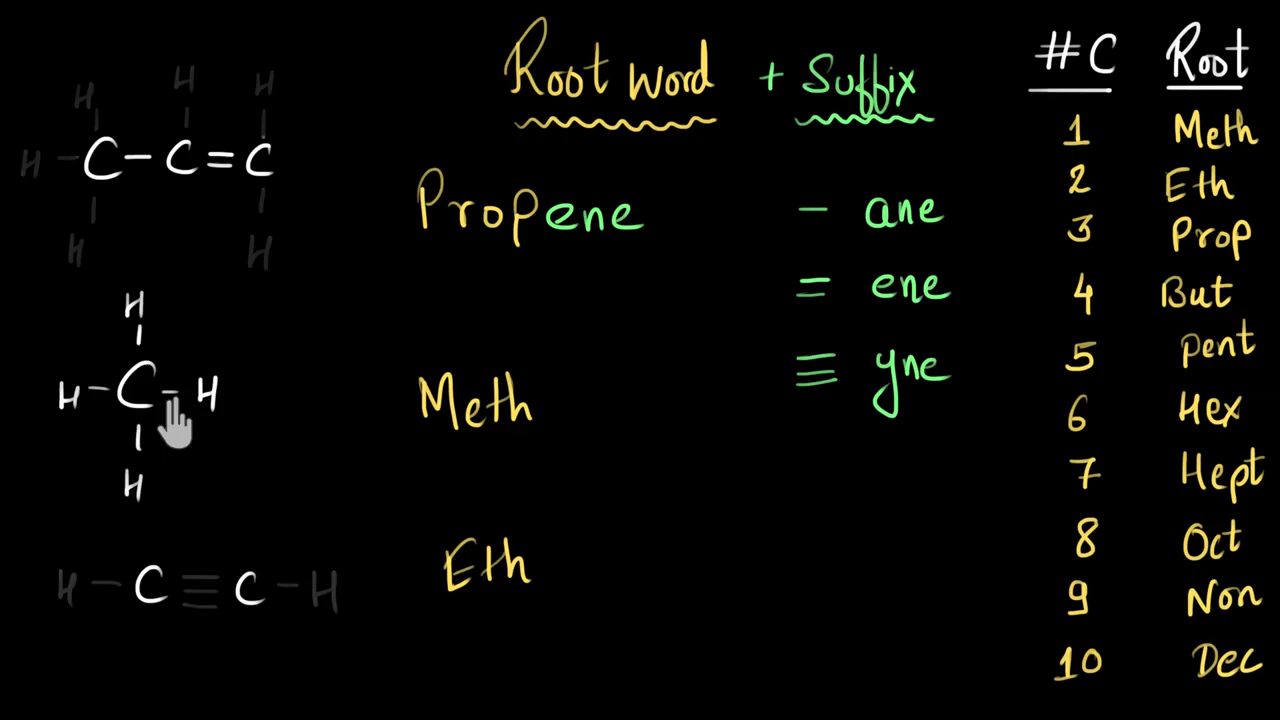 Root word + Suffix
#C Root
H H H
H - C - C = C
H H
Propene
- ane
= ene
≡ yne
H
H - C - H
H
Meth
H - C ≡ C - H
Eth
1 Meth
2 Eth
3 Prop
4 But
5 Pent
6 Hex
7 Hept
8 Oct
9 Non
10 Dec